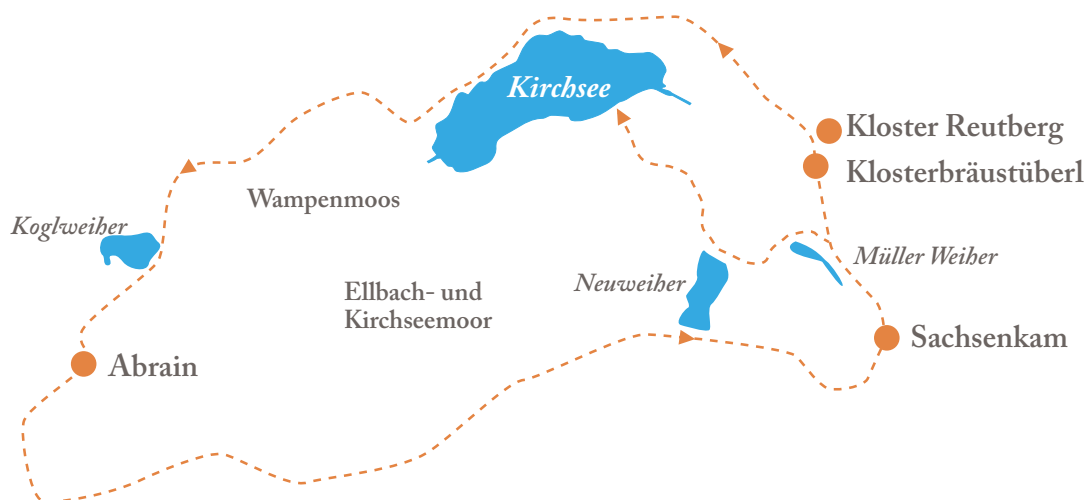 Kirchsee
Kloster Reutberg
Klosterbräustüberl
Wampenmoos
Koglweiher
Müller Weiher
Neuweiher
Ellbach- und
Kirchseemoor
Sachsenkam
Abrain